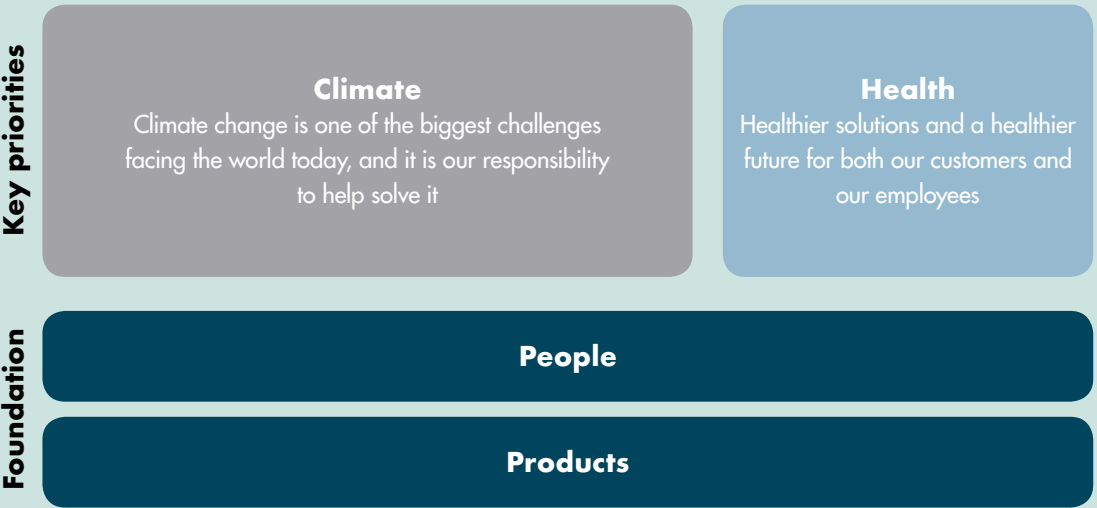 Key priorities
Climate
Climate change is one of the biggest challenges
facing the world today, and it is our responsibility
to help solve it
Health
Healthier solutions and a healthier
future for both our customers and
our employees
Foundation
People
Products